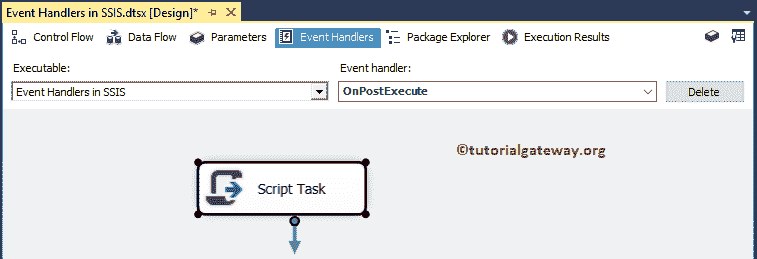 Event Handlers in SSIS.dtsx [Design]*
Control Flow Data Flow Parameters Event Handlers Package Explorer Execution Results
Executable: Event handler:
Event Handlers in SSIS OnPostExecute Delete
©tutorialgateway.org
Script Task